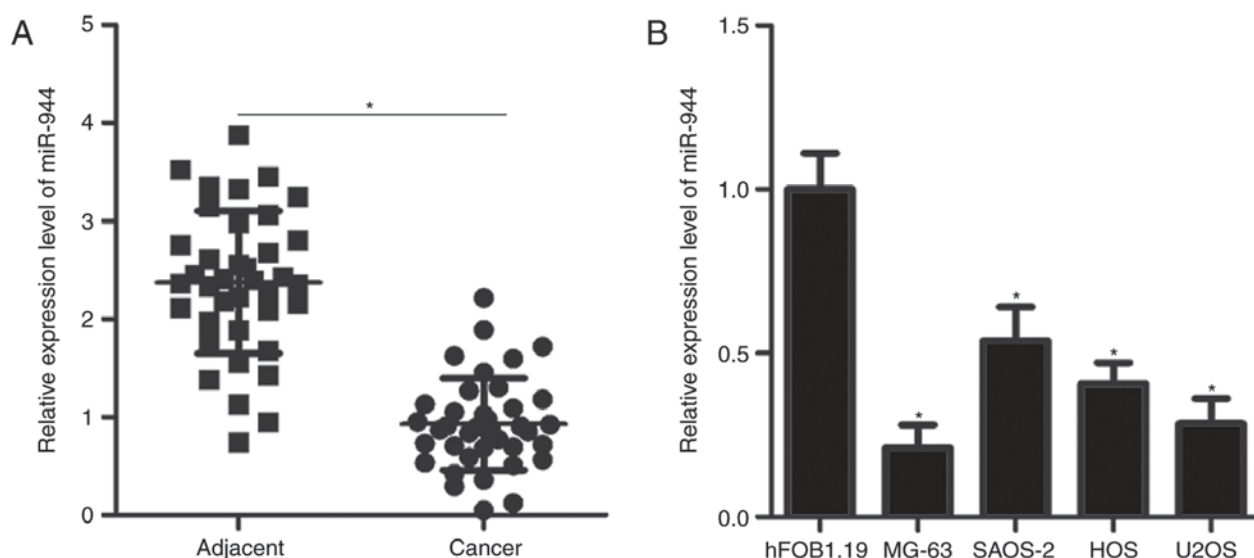 A
Relative expression level of miR-944
5
4
3
2
1
0
*
Adjacent
Cancer
B
Relative expression level of miR-944
1.5
1.0
0.5
0.0
*
*
*
*
hFOB1.19
MG-63
SAOS-2
HOS
U2OS